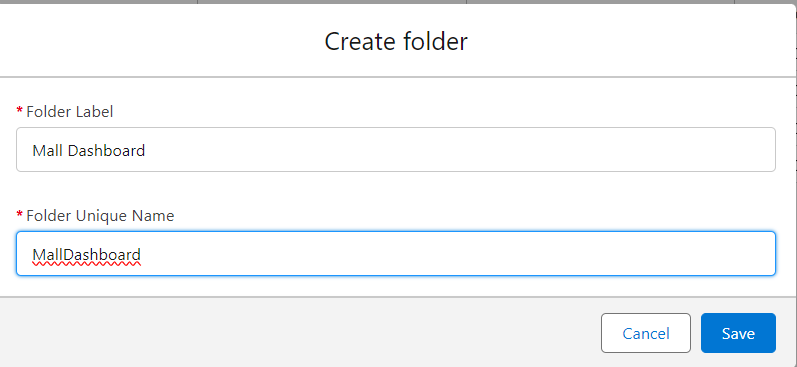 Create folder
* Folder Label
Mall Dashboard
* Folder Unique Name
MallDashboard
Cancel Save